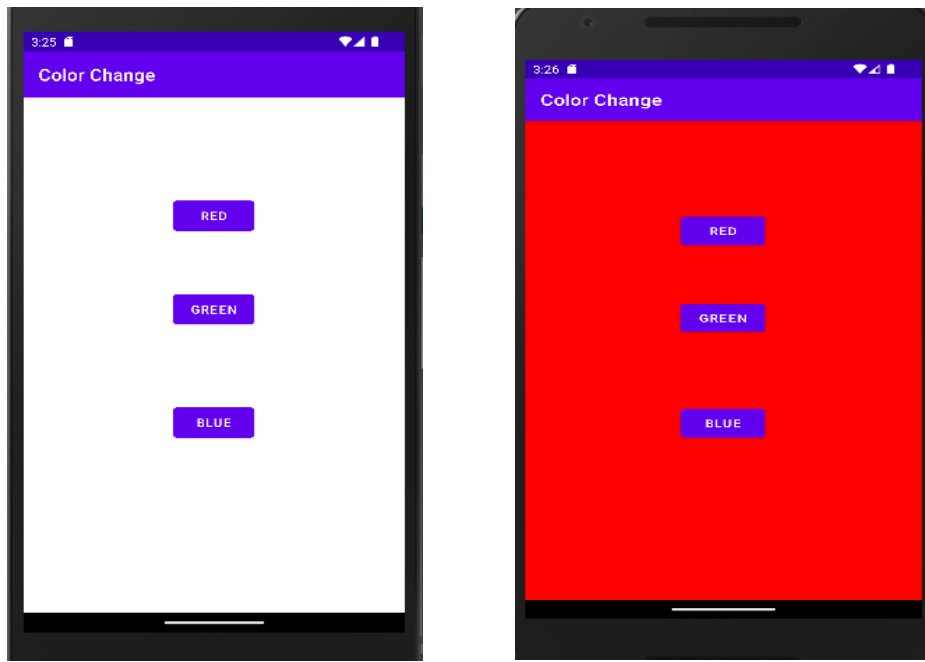 3:25
Color Change
RED
GREEN
BLUE
3:26
Color Change
RED
GREEN
BLUE